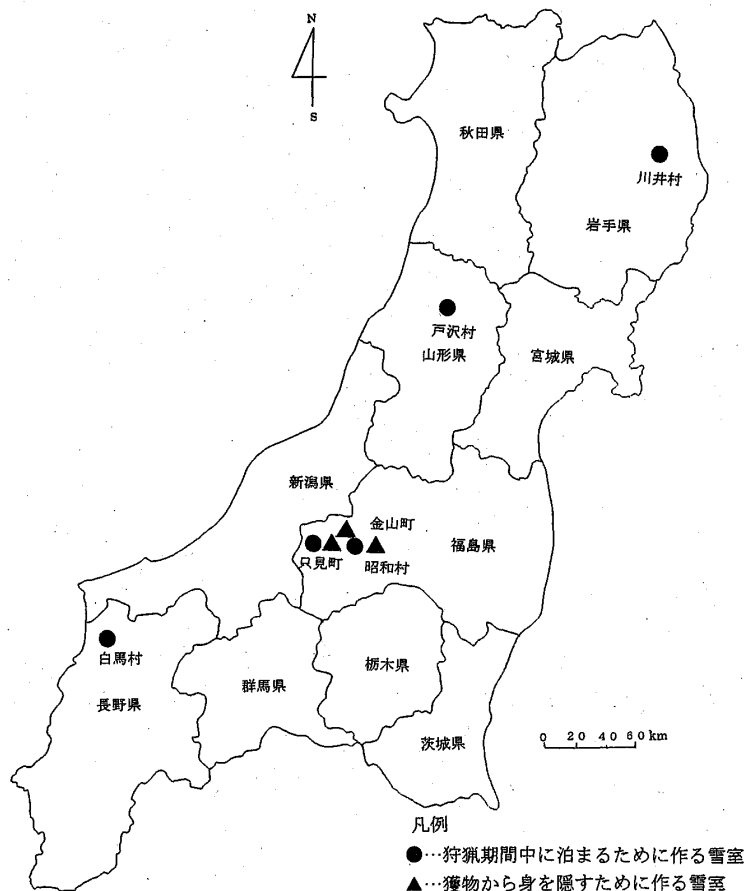 N
S
秋田県
川井村
岩手県
戸沢村
山形県
宮城県
新潟県
金山町
福島県
只見町
昭和村
白馬村
長野県
群馬県
栃木県
茨城県
0 20 40 60 km
凡例
●…狩猟期間中に泊まるために作る雪室
▲…獲物から身を隠すために作る雪室